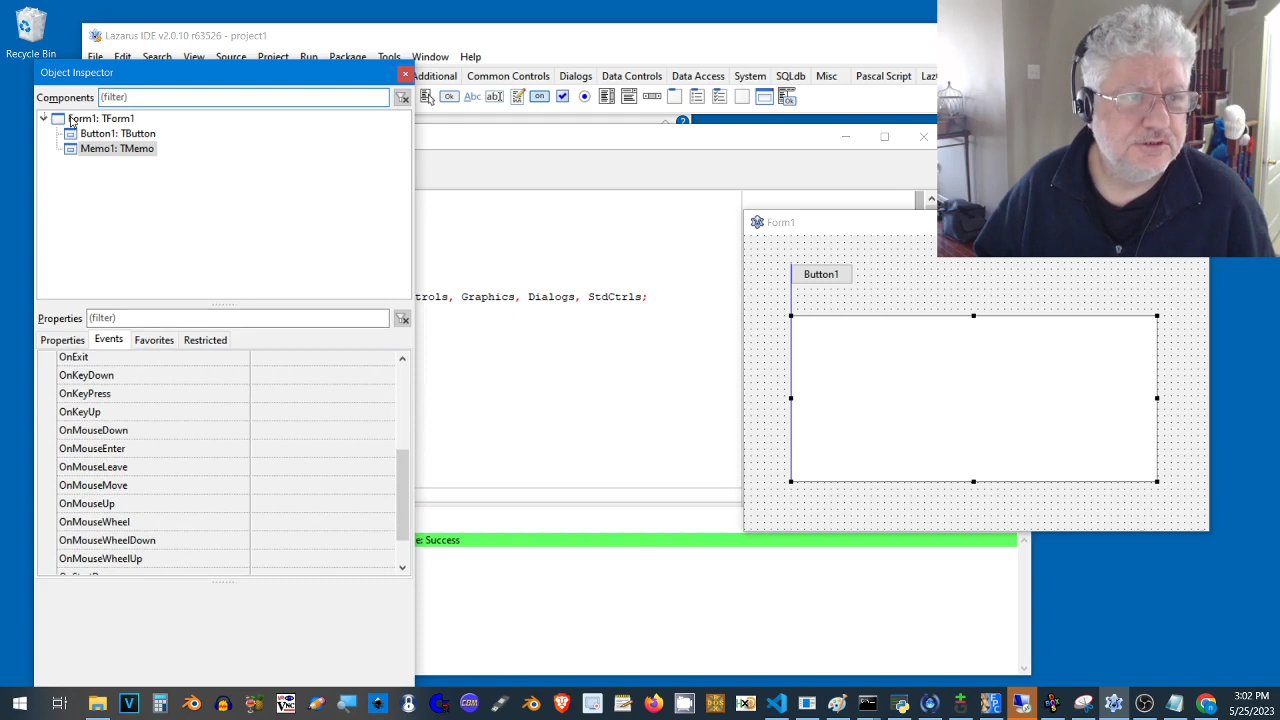 Recycle Bin
Lazarus IDE v2.0.10 r63526 - project1
File Edit Search View Source Project Run Package Tools Window Help
Object Inspector
Additional Common Controls Dialogs Data Controls Data Access System SQLdb Misc Pascal Script
Components (filter)
Form1: TForm1
Button1: TButton
Memo1: TMemo
Form1
Button1
Graphics, Dialogs, StdCtrls;
Properties (filter)
Properties Events Favorites Restricted
OnExit
OnKeyDown
OnKeyPress
OnKeyUp
OnMouseDown
OnMouseEnter
OnMouseLeave
OnMouseMove
OnMouseUp
OnMouseWheel
OnMouseWheelDown
OnMouseWheelUp
Success
3:02 PM
5/25/2023